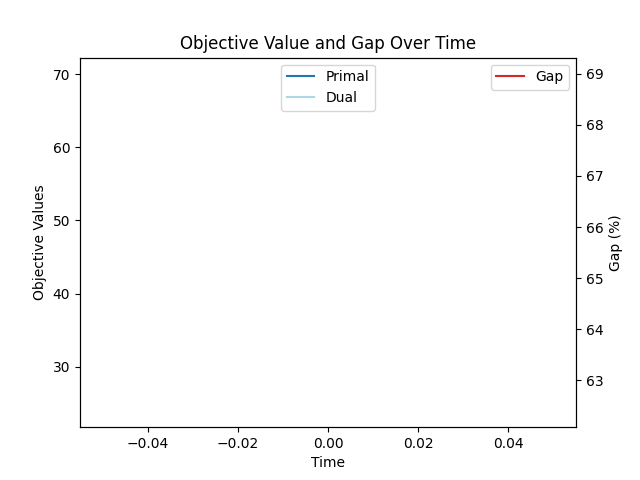 Objective Value and Gap Over Time
Primal
Dual
Gap
70
60
50
40
30
Objective Values
69
68
67
66
65
64
63
Gap (%)
−0.04
−0.02
0.00
0.02
0.04
Time